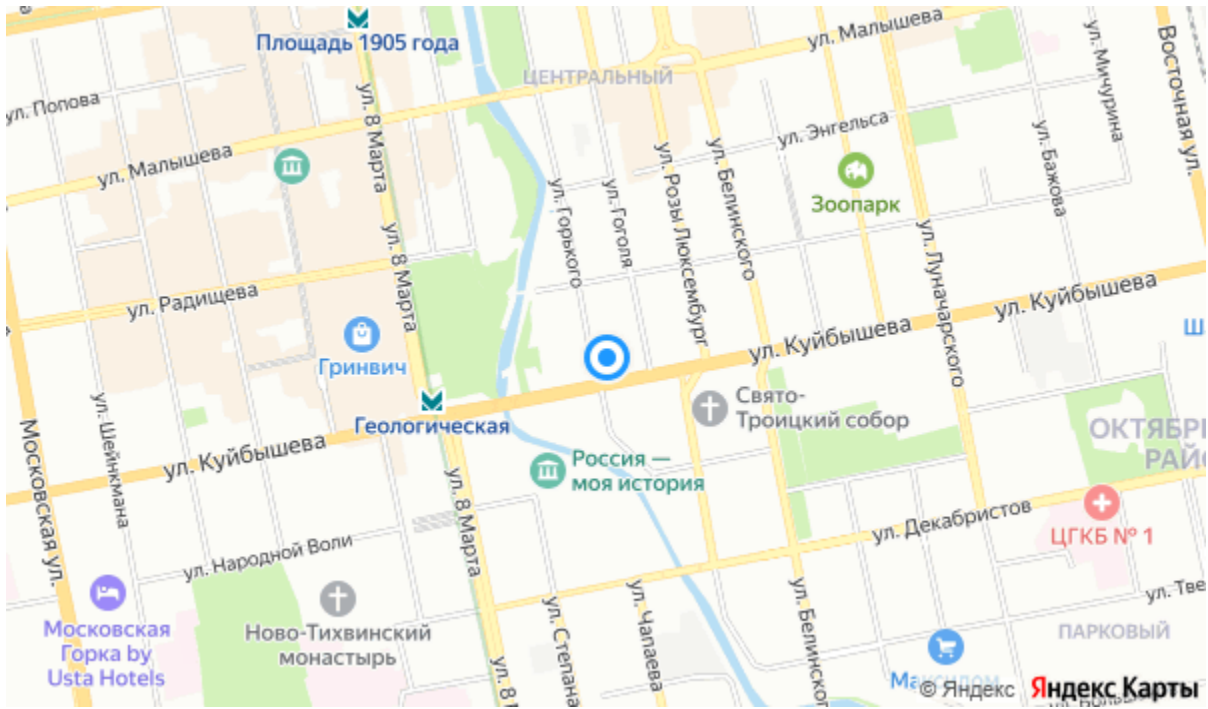 Площадь 1905 года
ул. Малышева
ЦЕНТРАЛЬНЫЙ
ул. Мичурина
Восточная ул.
ул. Попова
ул. 8 Марта
ул. Энгельса
ул. Малышева
ул. Бажова
ул. Розы Люксембург
ул. Белинского
Зоопарк
ул. Горького
ул. Гоголя
ул. 8 Марта
ул. Луначарского
ул. Радищева
ул. Куйбышева
ул. Куйбышева
Гринвич
Свято-
Троицкий собор
ул. Шейнкмана
Геологическая
Московская ул.
ул. Куйбышева
ОКТЯБР
РАЙ
Россия —
моя история
ул. 8 Марта
ул. Декабристов
ЦГКБ № 1
ул. Народной Воли
ул. Тве
Московская
Горка by
Usta Hotels
Ново-Тихвинский
монастырь
ул. Степана
ул. Чапаева
ул. Белинског
ПАРКОВЫЙ
ул. 8
© Яндекс Яндекс Карты